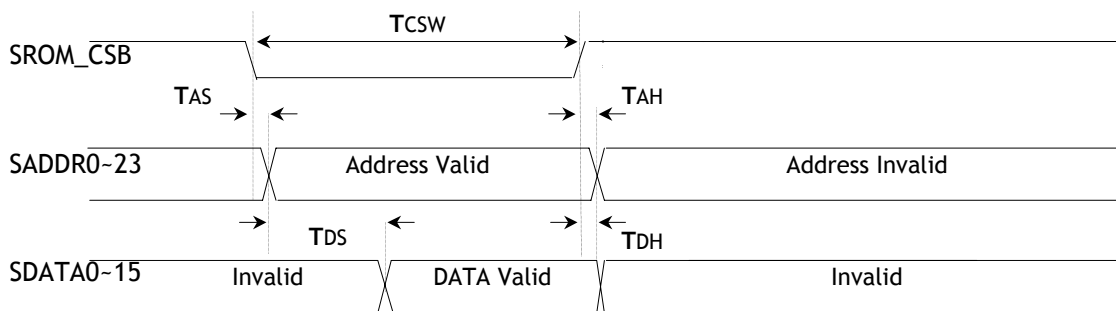 TCSW
SROM_CSB
TAS TAH
SADDR0~23 Address Valid Address Invalid
TDS TDH
SDATA0~15 Invalid DATA Valid Invalid